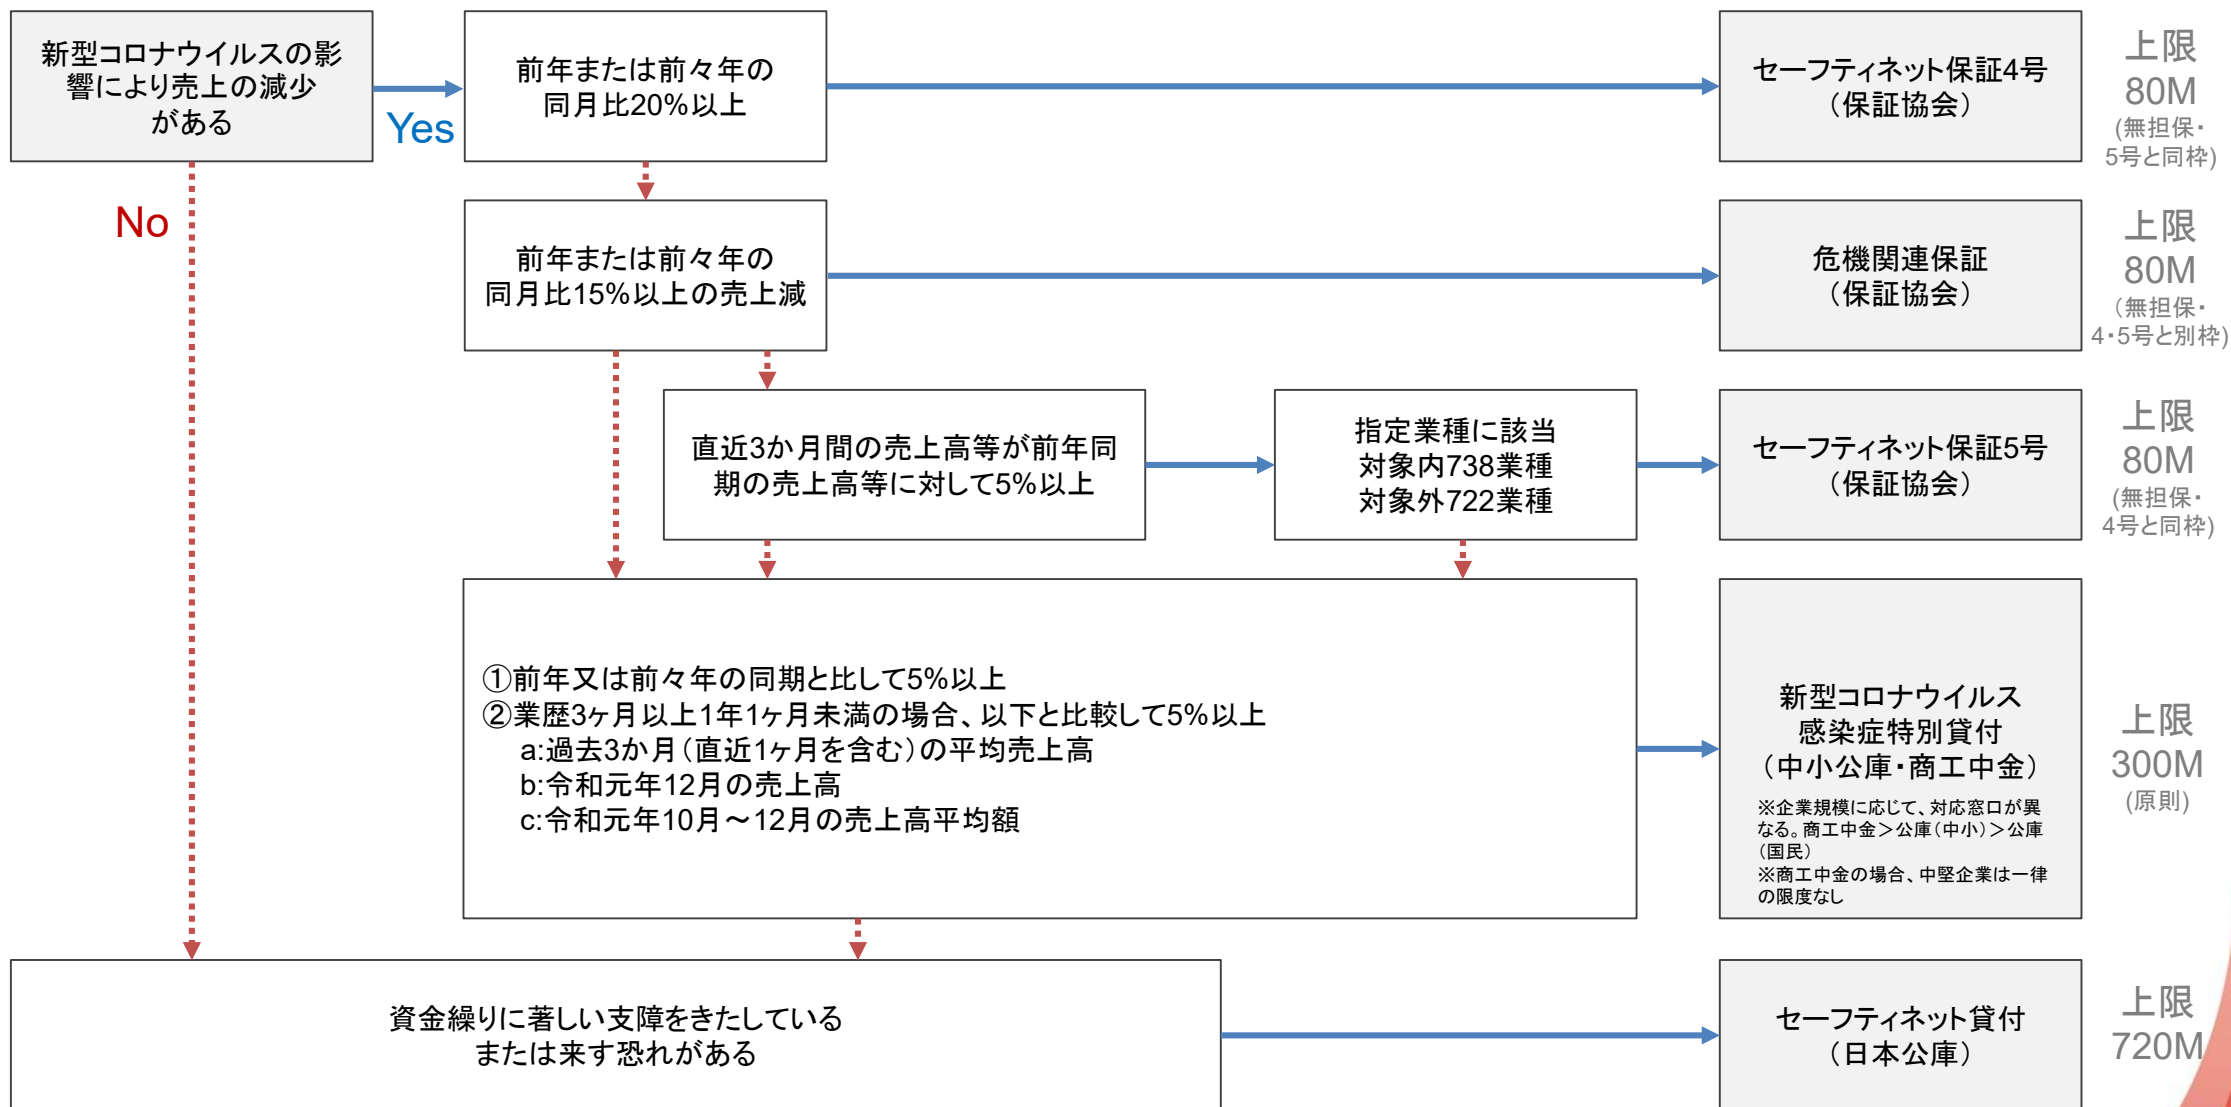 新型コロナウイルスの影
響により売上の減少
がある
Yes
No
前年または前々年の
同月比20%以上
セーフティネット保証4号
（保証協会）
上限
80M
(無担保・
5号と同枠)
前年または前々年の
同月比15%以上の売上減
危機関連保証
（保証協会）
上限
80M
（無担保・
4・5号と別枠)
直近3か月間の売上高等が前年同
期の売上高等に対して5%以上
指定業種に該当
対象内738業種
対象外722業種
セーフティネット保証5号
（保証協会）
上限
80M
(無担保・
4号と同枠)
①前年又は前々年の同期と比して5%以上
②業歴3ヶ月以上1年1ヶ月未満の場合、以下と比較して5%以上
a:過去3か月（直近1ヶ月を含む）の平均売上高
b:令和元年12月の売上高
c:令和元年10月～12月の売上高平均額
新型コロナウイルス
感染症特別貸付
（中小公庫・商工中金）
※企業規模に応じて、対応窓口が異
なる。商工中金＞公庫（中小）＞公庫
（国民）
※商工中金の場合、中堅企業は一律
の限度なし
上限
300M
(原則)
資金繰りに著しい支障をきたしている
または来す恐れがある
セーフティネット貸付
（日本公庫）
上限
720M